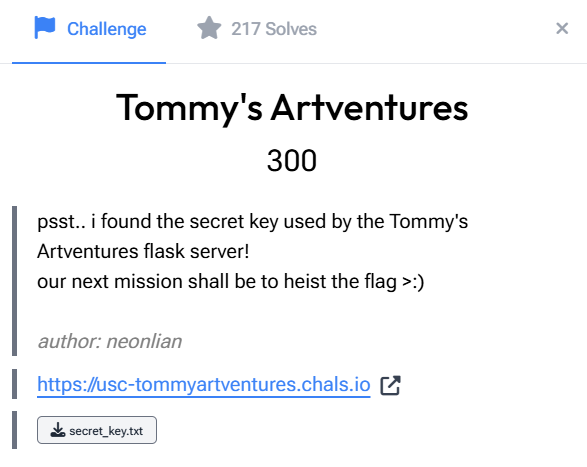 Challenge
217 Solves
×
Tommy's Artventures
300
psst.. i found the secret key used by the Tommy's
Artventures flask server!
our next mission shall be to heist the flag >:)
author: neonlian
https://usc-tommyartventures.chals.io
secret_key.txt